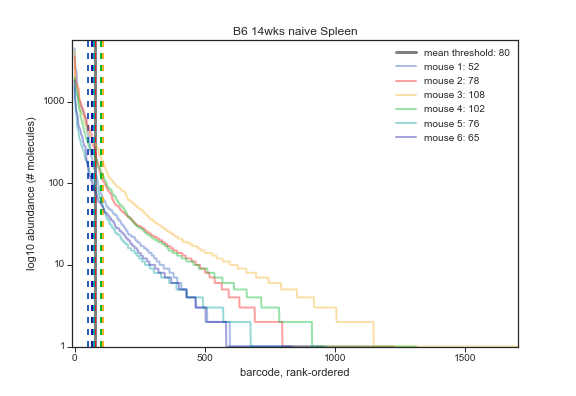 B6 14wks naive Spleen
log10 abundance (# molecules)
1000
100
10
1
mean threshold: 80
mouse 1: 52
mouse 2: 78
mouse 3: 108
mouse 4: 102
mouse 5: 76
mouse 6: 65
0 500 1000 1500
barcode, rank-ordered